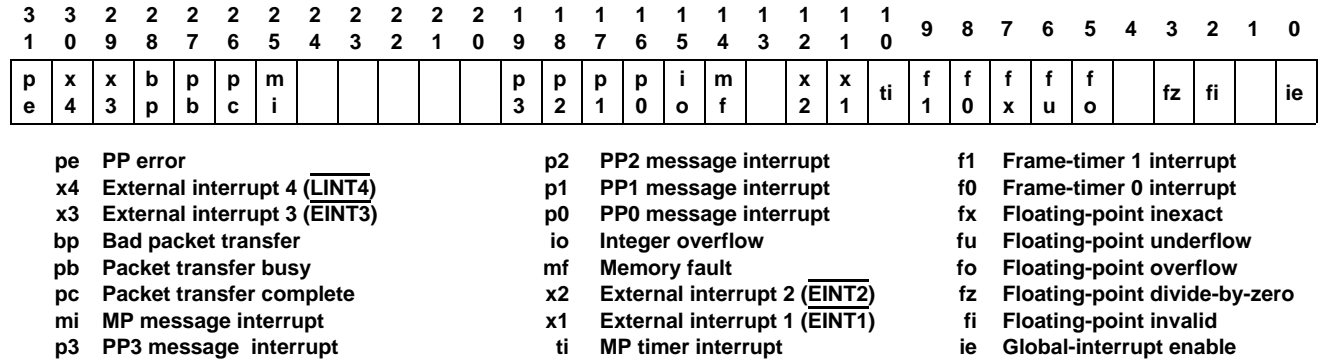 3 3 2 2 2 2 2 2 2 2 2 2 1 1 1 1 1 1 1 1 1 1 9 8 7 6 5 4 3 2 1 0
1 0 9 8 7 6 5 4 3 2 1 0 9 8 7 6 5 4 3 2 1 0
p x x b p p m p p p p i m x x ti f f f f f fz fi ie
e 4 3 p b c i 3 2 1 0 o f 2 1 1 0 x u o
pe PP error
x4 External interrupt 4 (LINT4)
x3 External interrupt 3 (EINT3)
bp Bad packet transfer
pb Packet transfer busy
pc Packet transfer complete
mi MP message interrupt
p3 PP3 message interrupt
p2 PP2 message interrupt
p1 PP1 message interrupt
p0 PP0 message interrupt
io Integer overflow
mf Memory fault
x2 External interrupt 2 (EINT2)
x1 External interrupt 1 (EINT1)
ti MP timer interrupt
f1 Frame-timer 1 interrupt
f0 Frame-timer 0 interrupt
fx Floating-point inexact
fu Floating-point underflow
fo Floating-point overflow
fz Floating-point divide-by-zero
fi Floating-point invalid
ie Global-interrupt enable